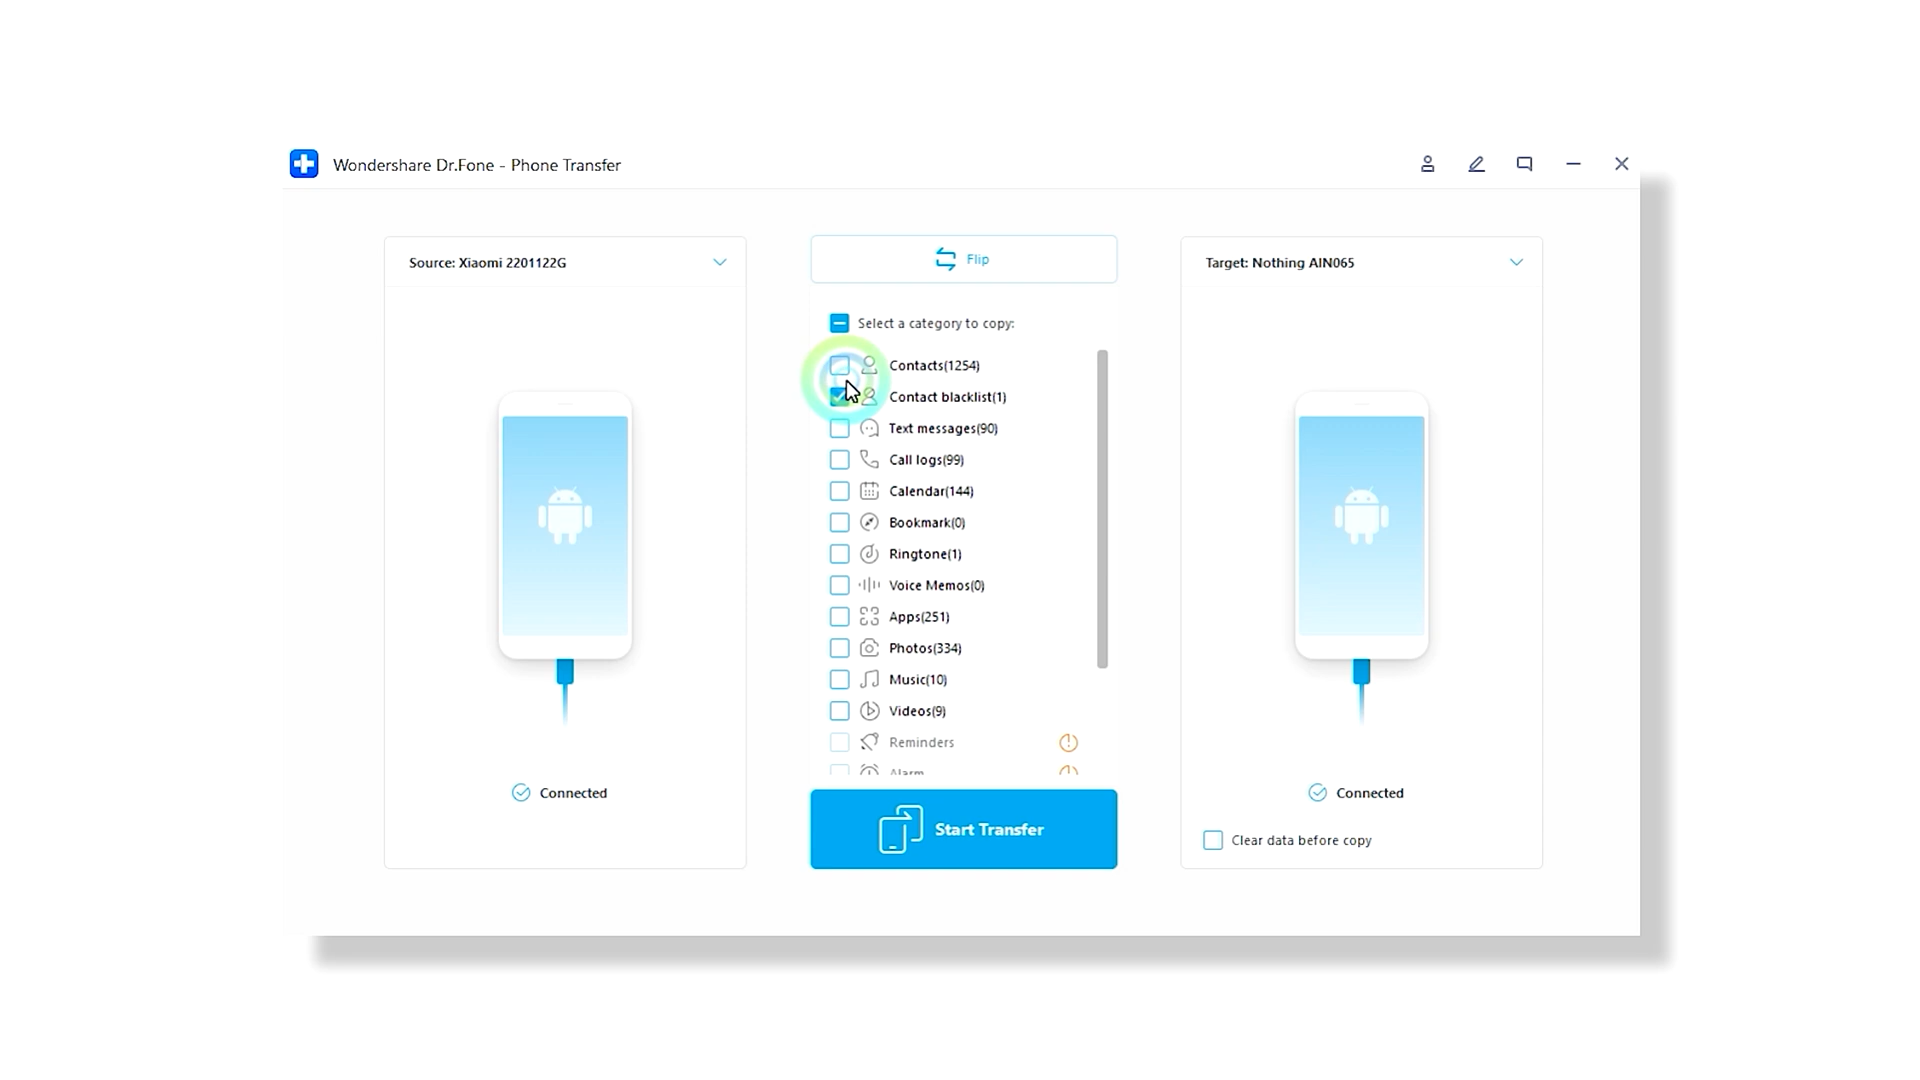 Wondershare Dr.Fone - Phone Transfer
Source: Xiaomi 2201122G
Connected
Flip
Select a category to copy:
Contacts(1254)
Contact blacklist(1)
Text messages(90)
Call logs(99)
Calendar(144)
Bookmark(0)
Ringtone(1)
Voice Memos(0)
Apps(251)
Photos(334)
Music(10)
Videos(9)
Reminders
Alarm
Start Transfer
Target: Nothing AIN065
Connected
Clear data before copy